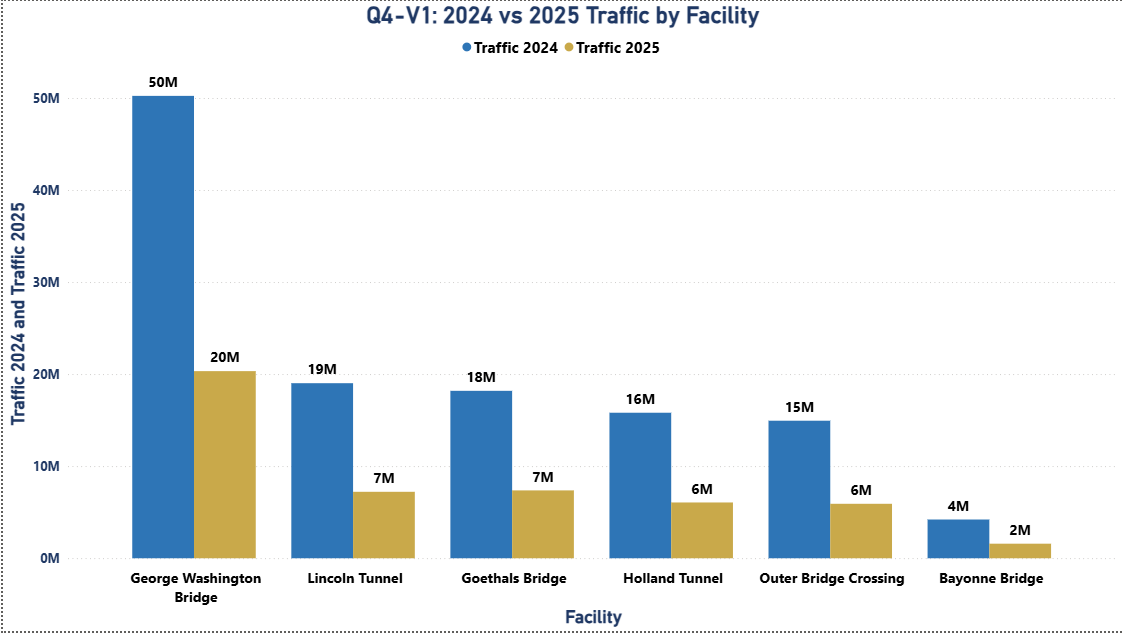 Q4-V1: 2024 vs 2025 Traffic by Facility
Traffic 2024 Traffic 2025
Traffic 2024 and Traffic 2025
50M
40M
30M
20M
10M
0M
50M
20M
19M
7M
18M
7M
16M
6M
15M
6M
4M
2M
George Washington
Bridge
Lincoln Tunnel
Goethals Bridge
Holland Tunnel
Outer Bridge Crossing
Bayonne Bridge
Facility